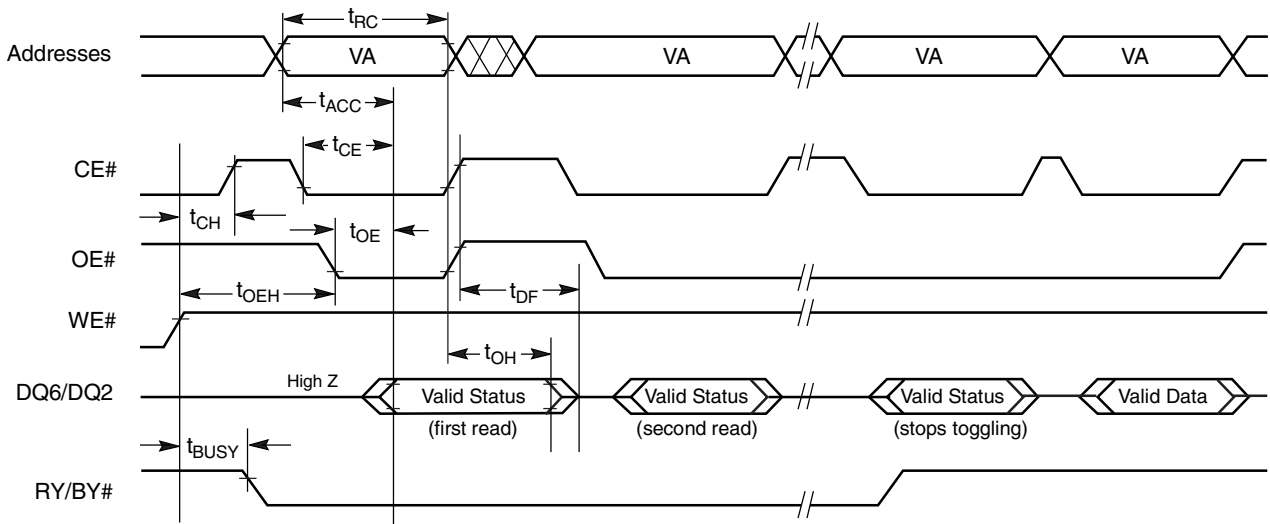 tRC
Addresses VA VA VA VA
tACC
tCE
CE#
tCH tOE
OE#
tOEH tDF
WE#
tOH
High Z
DQ6/DQ2 Valid Status Valid Status Valid Status Valid Data
(first read) (second read) (stops toggling)
tBUSY
RY/BY#